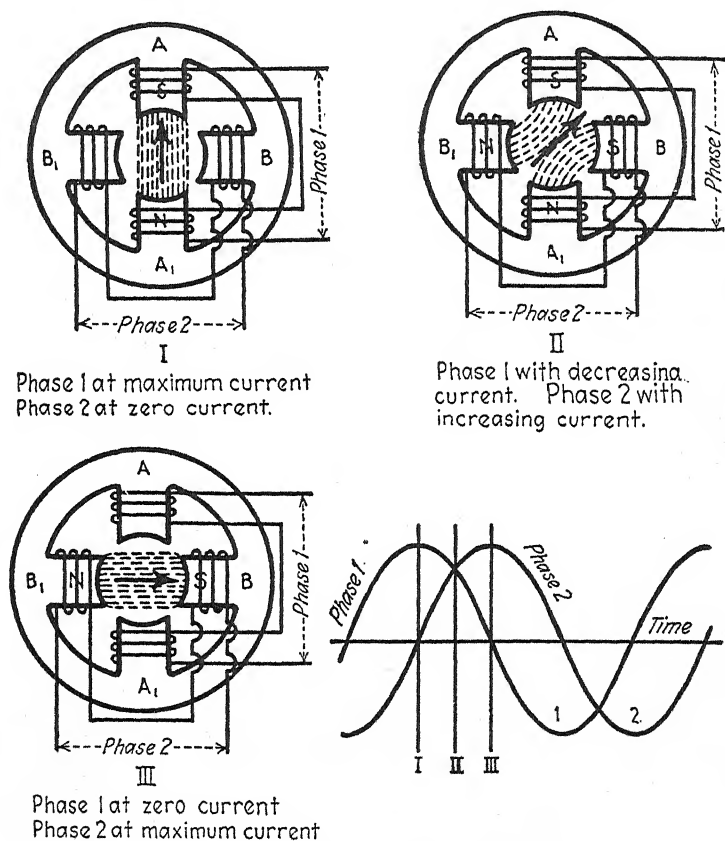 A
S
B₁
B
N
A₁
Phase 1
Phase 2
I
Phase 1 at maximum current
Phase 2 at zero current.
A
S
B₁
N
S
B
N
A₁
Phase 1
Phase 2
II
Phase 1 with decreasing
current. Phase 2 with
increasing current.
A
B₁
N
S
B
A₁
Phase 1
Phase 2
III
Phase 1 at zero current
Phase 2 at maximum current
Phase 1.
Phase 2
Time
1
2.
I
II
III